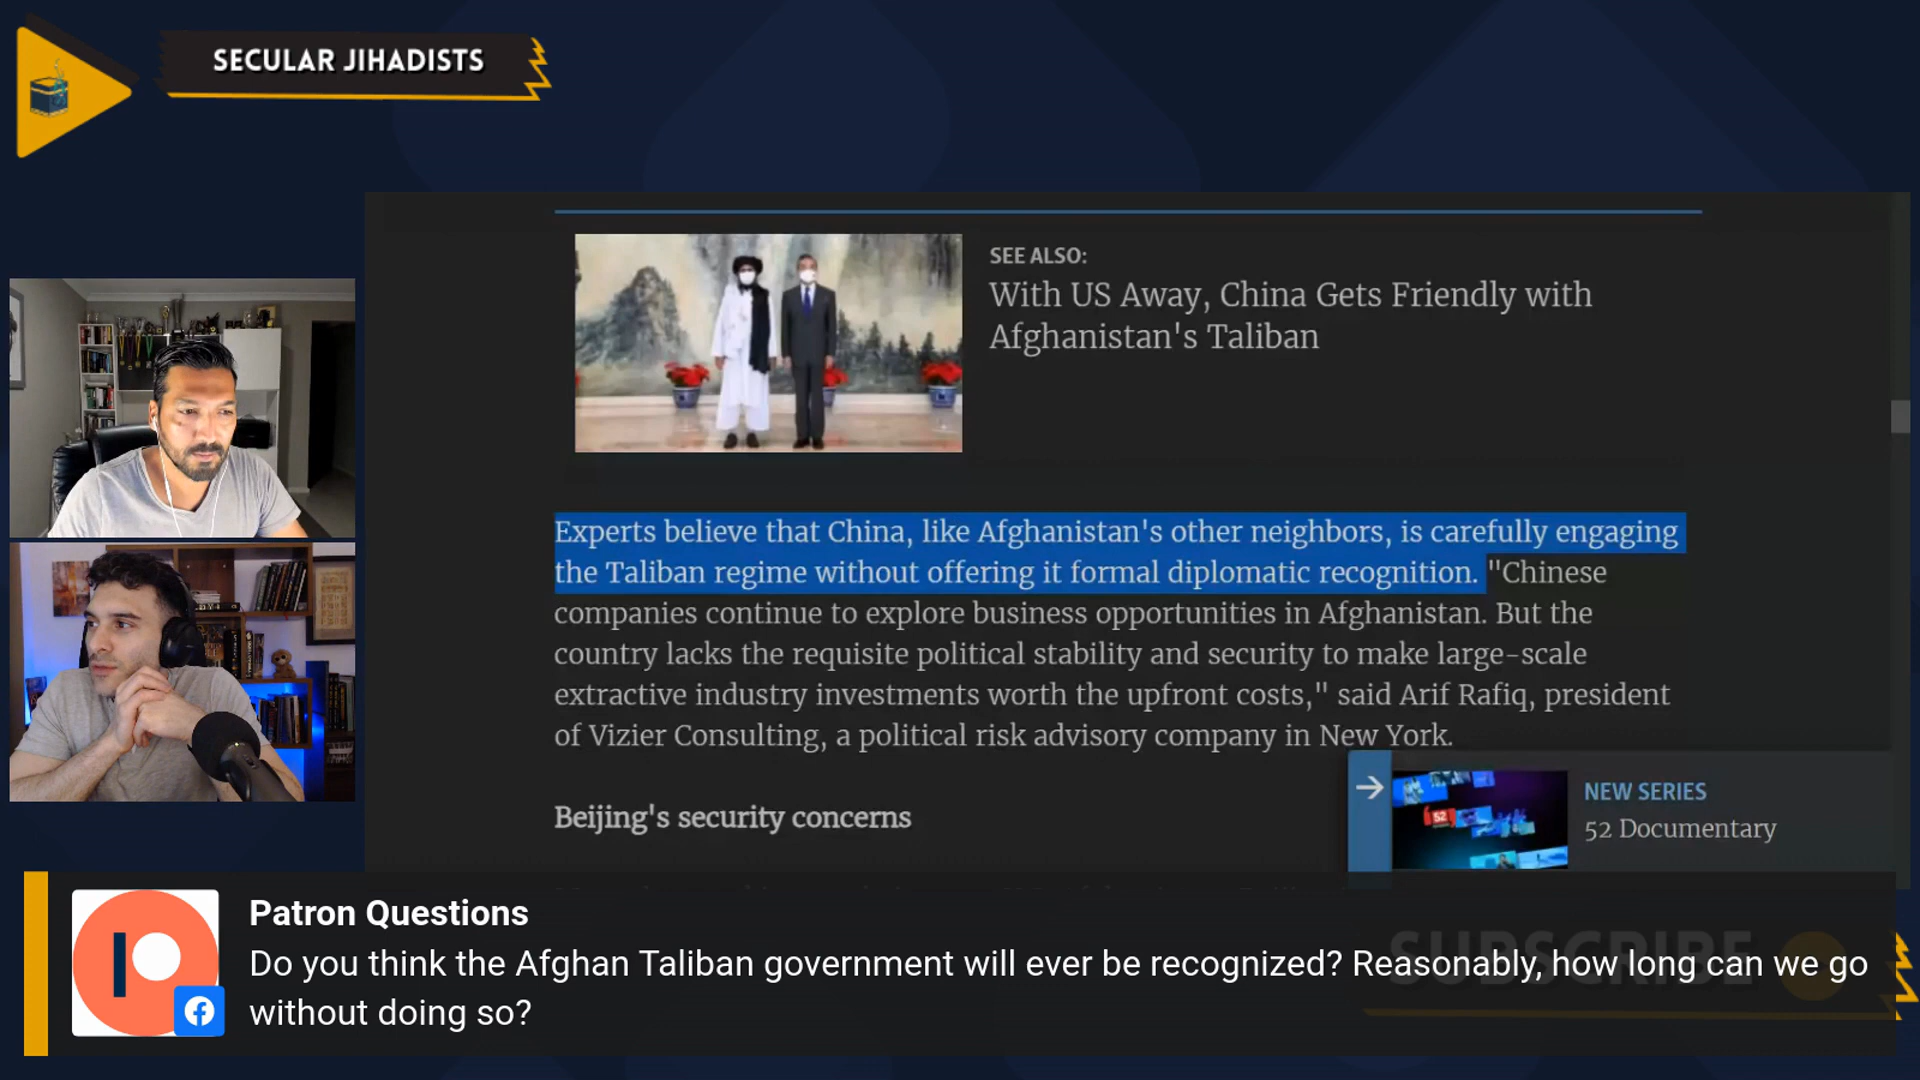 SECULAR JIHADISTS
SEE ALSO:
With US Away, China Gets Friendly with
Afghanistan's Taliban
Experts believe that China, like Afghanistan's other neighbors, is carefully engaging
the Taliban regime without offering it formal diplomatic recognition. "Chinese
companies continue to explore business opportunities in Afghanistan. But the
country lacks the requisite political stability and security to make large-scale
extractive industry investments worth the upfront costs," said Arif Rafiq, president
of Vizier Consulting, a political risk advisory company in New York.
Beijing's security concerns
52
NEW SERIES
52 Documentary
Patron Questions
SUBSCRIBE
Do you think the Afghan Taliban government will ever be recognized? Reasonably, how long can we go
without doing so?